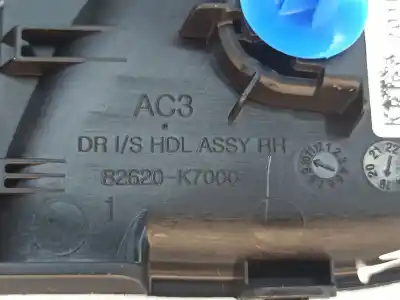 AC3
DR I/S HDL ASSY RH
82620-K7000
1